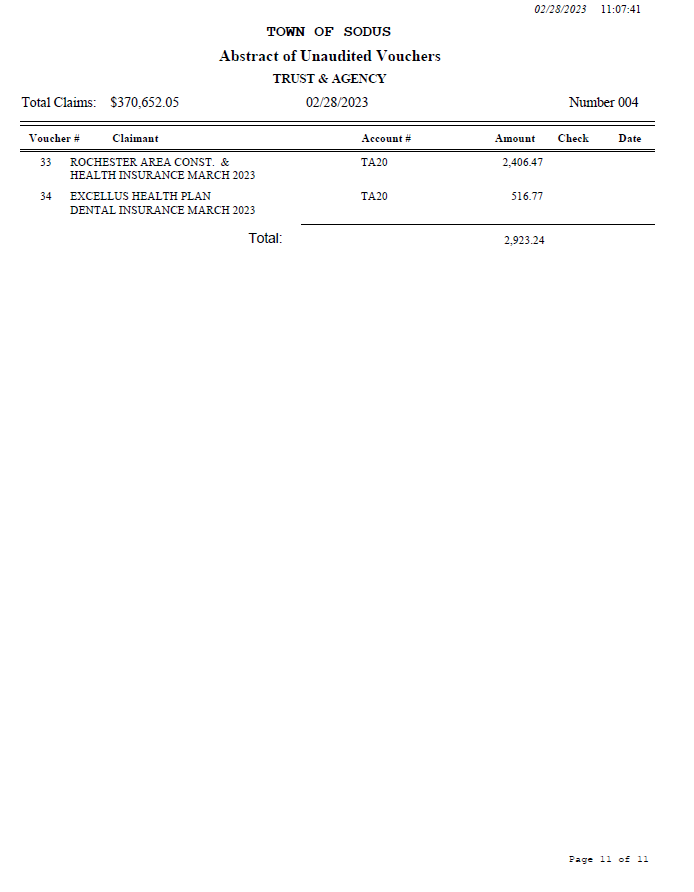 02/28/2023 11:07:41
TOWN OF SODUS
Abstract of Unaudited Vouchers
TRUST & AGENCY
Total Claims: $370,652.05 02/28/2023 Number 004
Voucher # Claimant Account # Amount Check Date
33 ROCHESTER AREA CONST. & TA20 2,406.47
HEALTH INSURANCE MARCH 2023
34 EXCELLUS HEALTH PLAN TA20 516.77
DENTAL INSURANCE MARCH 2023
Total: 2,923.24
Page 11 of 11